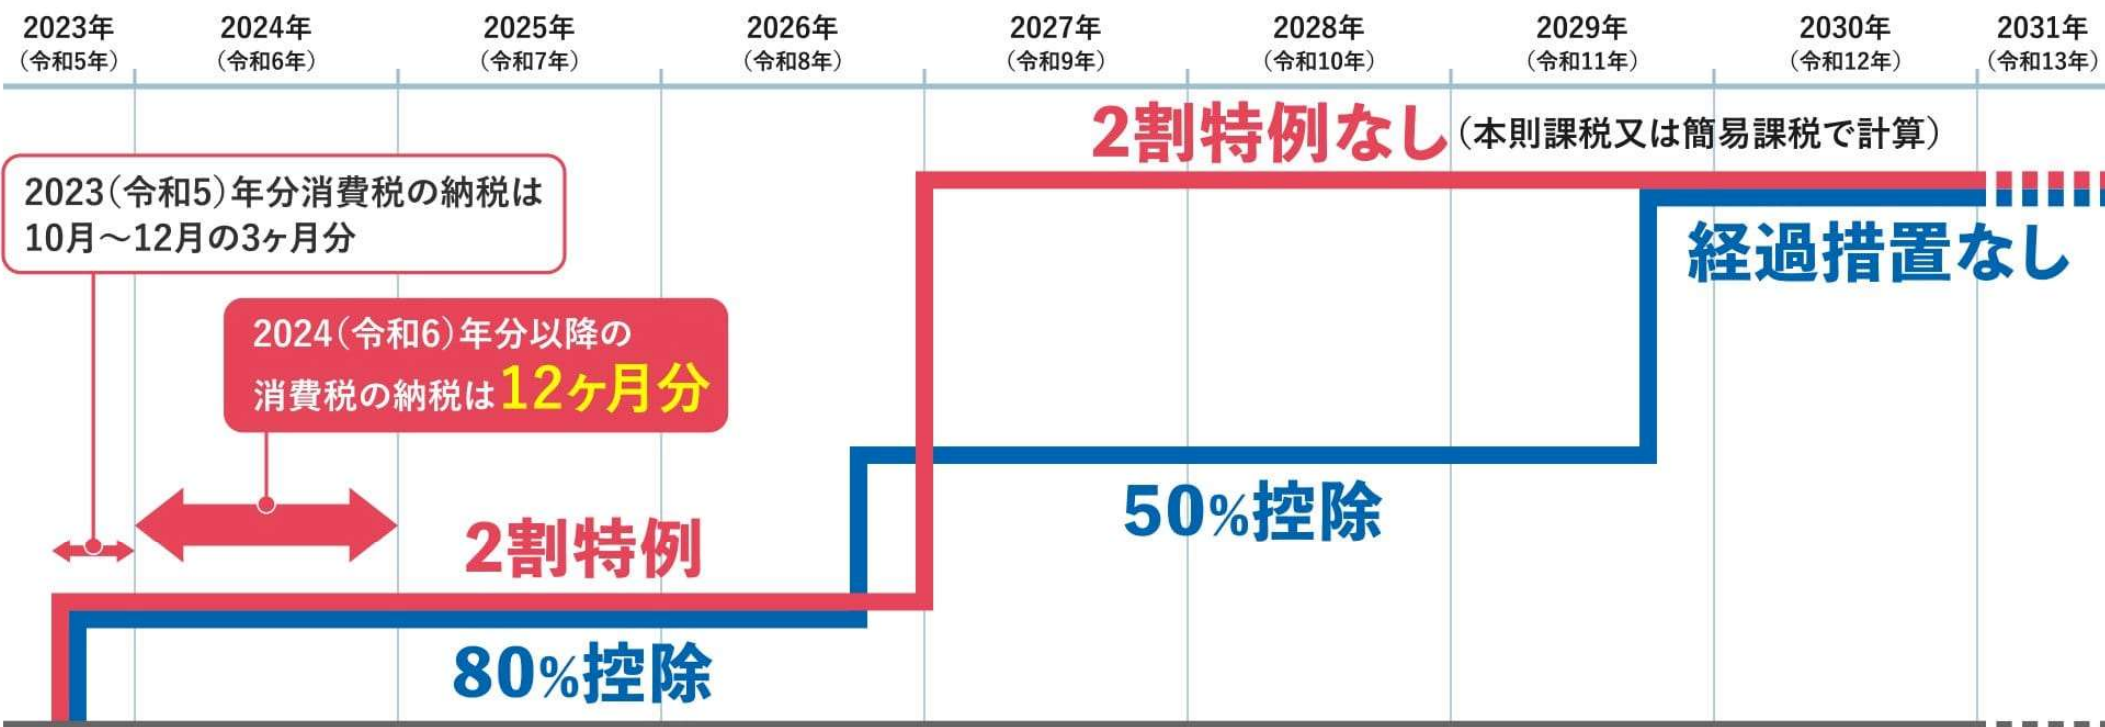 2023年 2024年 2025年 2026年 2027年 2028年 2029年 2030年 2031年
（令和5年） （令和6年） （令和7年） （令和8年） （令和9年） （令和10年） （令和11年） （令和12年） （令和13年）
2割特例なし（本則課税又は簡易課税で計算）
2023（令和5）年分消費税の納税は
10月〜12月の3ヶ月分
経過措置なし
2024（令和6）年分以降の
消費税の納税は12ヶ月分
50%控除
2割特例
80%控除